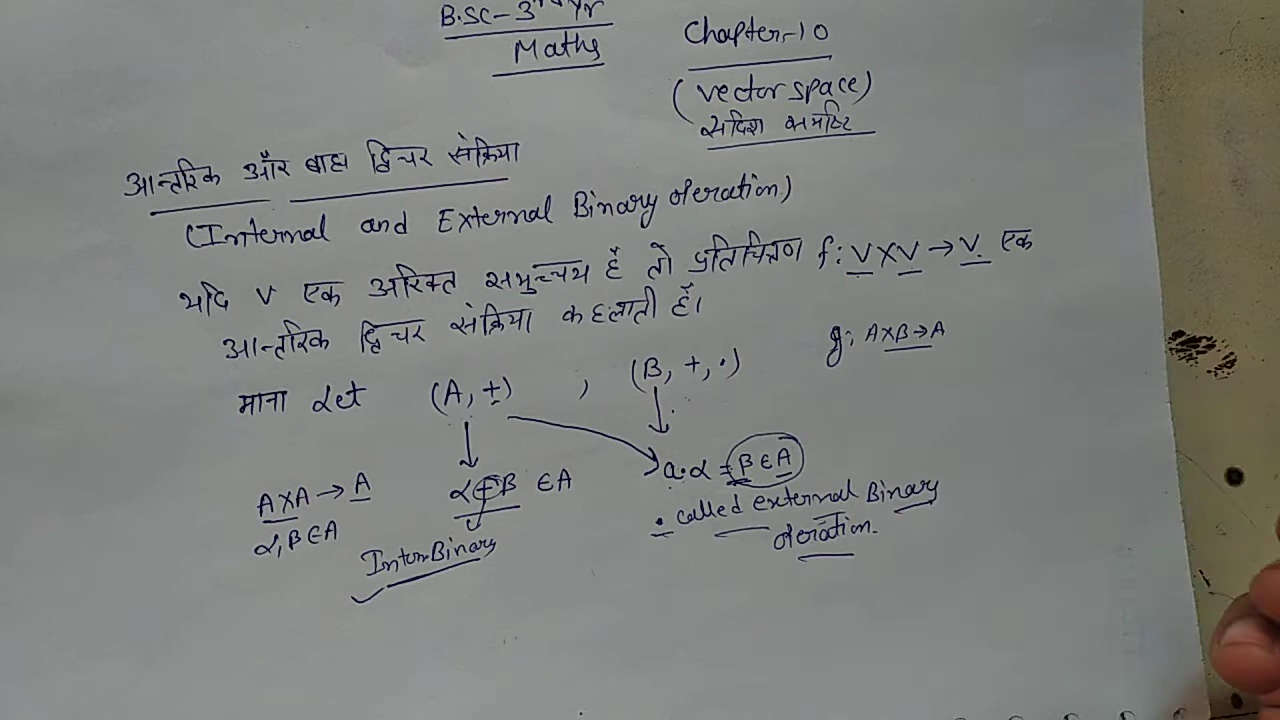 B.SC- 3rd Yr
Maths
Chapter-10
(vector space)
सदिश समष्टि
आन्तरिक और बाह्य द्विचर संक्रिया
(Internal and External Binary operation)
यदि V एक अरिक्त समुच्चय हैं तो प्रतिचित्रण f: V×V→V एक
आन्तरिक द्विचर संक्रिया कहलाती हैं।
g: A×B→A
माना Let (A, +) , (B, +, ·)
A×A→A
α,β∈A
α+β ∈A
Intern Binary
a·α = β∈A
· called external Binary
operation.